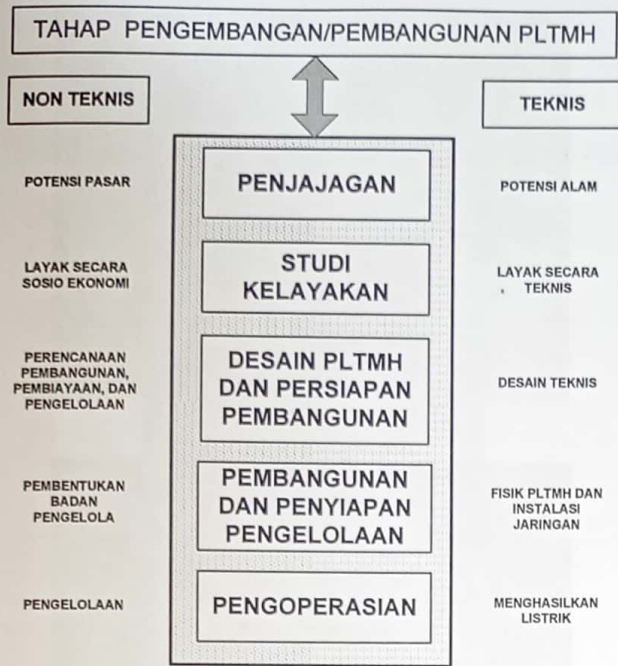 TAHAP PENGEMBANGAN/PEMBANGUNAN PLTMH
NON TEKNIS
TEKNIS
POTENSI PASAR
PENJAJAGAN
POTENSI ALAM
LAYAK SECARA
SOSIO EKONOMI
STUDI
KELAYAKAN
LAYAK SECARA
TEKNIS
PERENCANAAN
PEMBANGUNAN,
PEMBIAYAAN, DAN
PENGELOLAAN
DESAIN PLTMH
DAN PERSIAPAN
PEMBANGUNAN
DESAIN TEKNIS
PEMBENTUKAN
BADAN
PENGELOLA
PEMBANGUNAN
DAN PENYIAPAN
PENGELOLAAN
FISIK PLTMH DAN
INSTALASI
JARINGAN
PENGELOLAAN
PENGOPERASIAN
MENGHASILKAN
LISTRIK